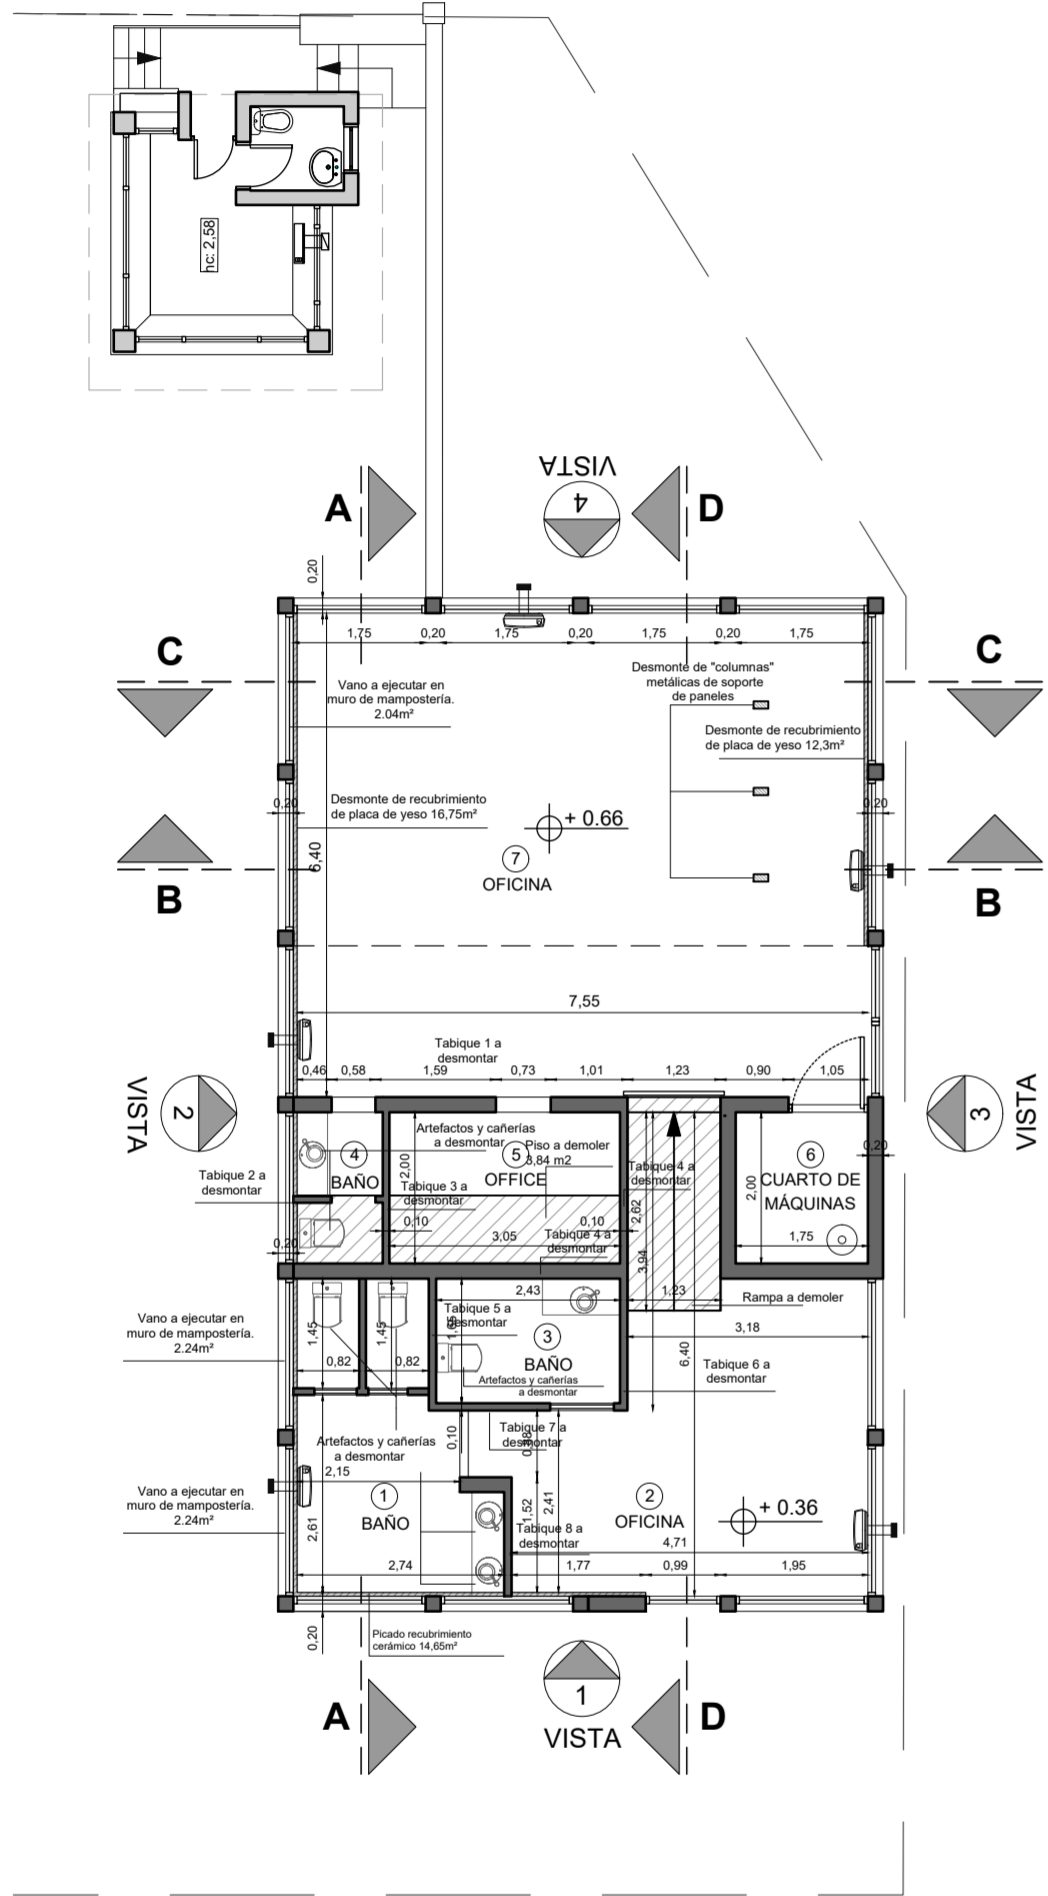 hc: 2,58
VISTA
4
A
D
0,20
1,75
0,20
1,75
0,20
1,75
0,20
1,75
C
C
Desmonte de "columnas"
metálicas de soporte
de paneles
Vano a ejecutar en
muro de mampostería.
2.04m²
Desmonte de recubrimiento
de placa de yeso 12,3m²
0,20
Desmonte de recubrimiento
de placa de yeso 16,75m²
0,20
+ 0.66
6,40
7
OFICINA
B
B
7,55
Tabique 1 a
desmontar
0,46
0,58
1,59
0,73
1,01
1,23
0,90
1,05
VISTA
2
3
VISTA
Artefactos y cañerías
a desmontar
Piso a demoler
3,84 m2
0,20
4
BAÑO
2,00
5
OFFICE
6
CUARTO DE
MÁQUINAS
Tabique 2 a
desmontar
Tabique 3 a
desmontar
Tabique 4 a
desmontar
2,00
2,62
0,10
3,05
0,10
Tabique 4 a
desmontar
1,75
0,20
3,94
2,43
1,23
Rampa a demoler
Vano a ejecutar en
muro de mampostería.
2.24m²
1,45
1,45
Tabique 5 a
desmontar
3
BAÑO
3,18
0,82
0,82
Artefactos y cañerías
a desmontar
6,40
Tabique 6 a
desmontar
Artefactos y cañerías
a desmontar
0,10
Tabique 7 a
desmontar
2,15
Vano a ejecutar en
muro de mampostería.
2.24m²
1
BAÑO
2,61
1,52
2,41
2
OFICINA
+ 0.36
Tabique 8 a
desmontar
4,71
2,74
1,77
0,99
1,95
0,20
Picado recubrimiento
cerámico 14,65m²
A
1
VISTA
D